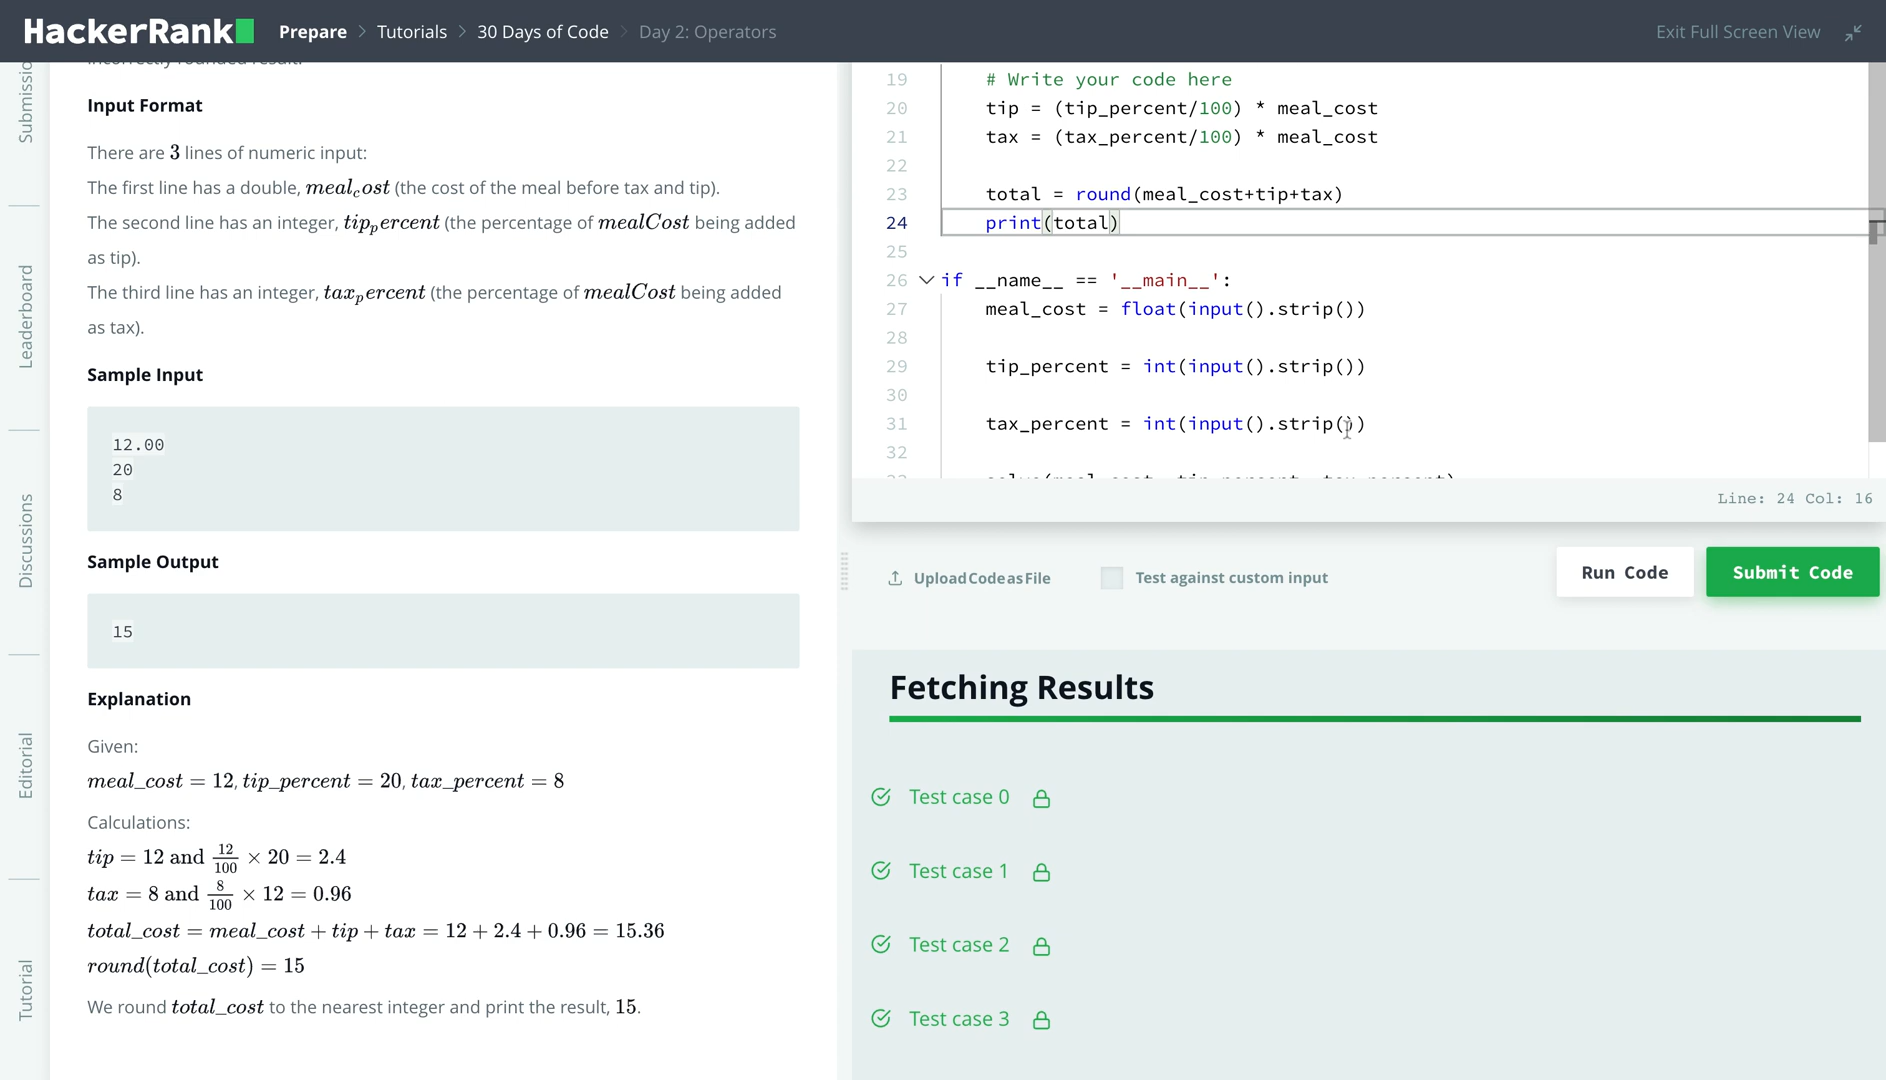 HackerRank
Prepare > Tutorials > 30 Days of Code > Day 2: Operators
Exit Full Screen View
Leaderboard
Discussions
Editorial
Tutorial
incorrectly rounded result.
Input Format
There are 3 lines of numeric input:
The first line has a double, meal_cost (the cost of the meal before tax and tip).
The second line has an integer, tip_percent (the percentage of mealCost being added
as tip).
The third line has an integer, tax_percent (the percentage of mealCost being added
as tax).
Sample Input
12.00
20
8
Sample Output
15
Explanation
Given:
meal_cost = 12, tip_percent = 20, tax_percent = 8
Calculations:
tip = 12 and 12/100 × 20 = 2.4
tax = 8 and 8/100 × 12 = 0.96
total_cost = meal_cost + tip + tax = 12 + 2.4 + 0.96 = 15.36
round(total_cost) = 15
We round total_cost to the nearest integer and print the result, 15.
19 # Write your code here
20 tip = (tip_percent/100) * meal_cost
21 tax = (tax_percent/100) * meal_cost
22
23 total = round(meal_cost+tip+tax)
24 print(total)
25
26 if __name__ == '__main__':
27 meal_cost = float(input().strip())
28
29 tip_percent = int(input().strip())
30
31 tax_percent = int(input().strip())
32
Line: 24 Col: 16
Upload Code as File
Test against custom input
Run Code
Submit Code
Fetching Results
Test case 0
Test case 1
Test case 2
Test case 3